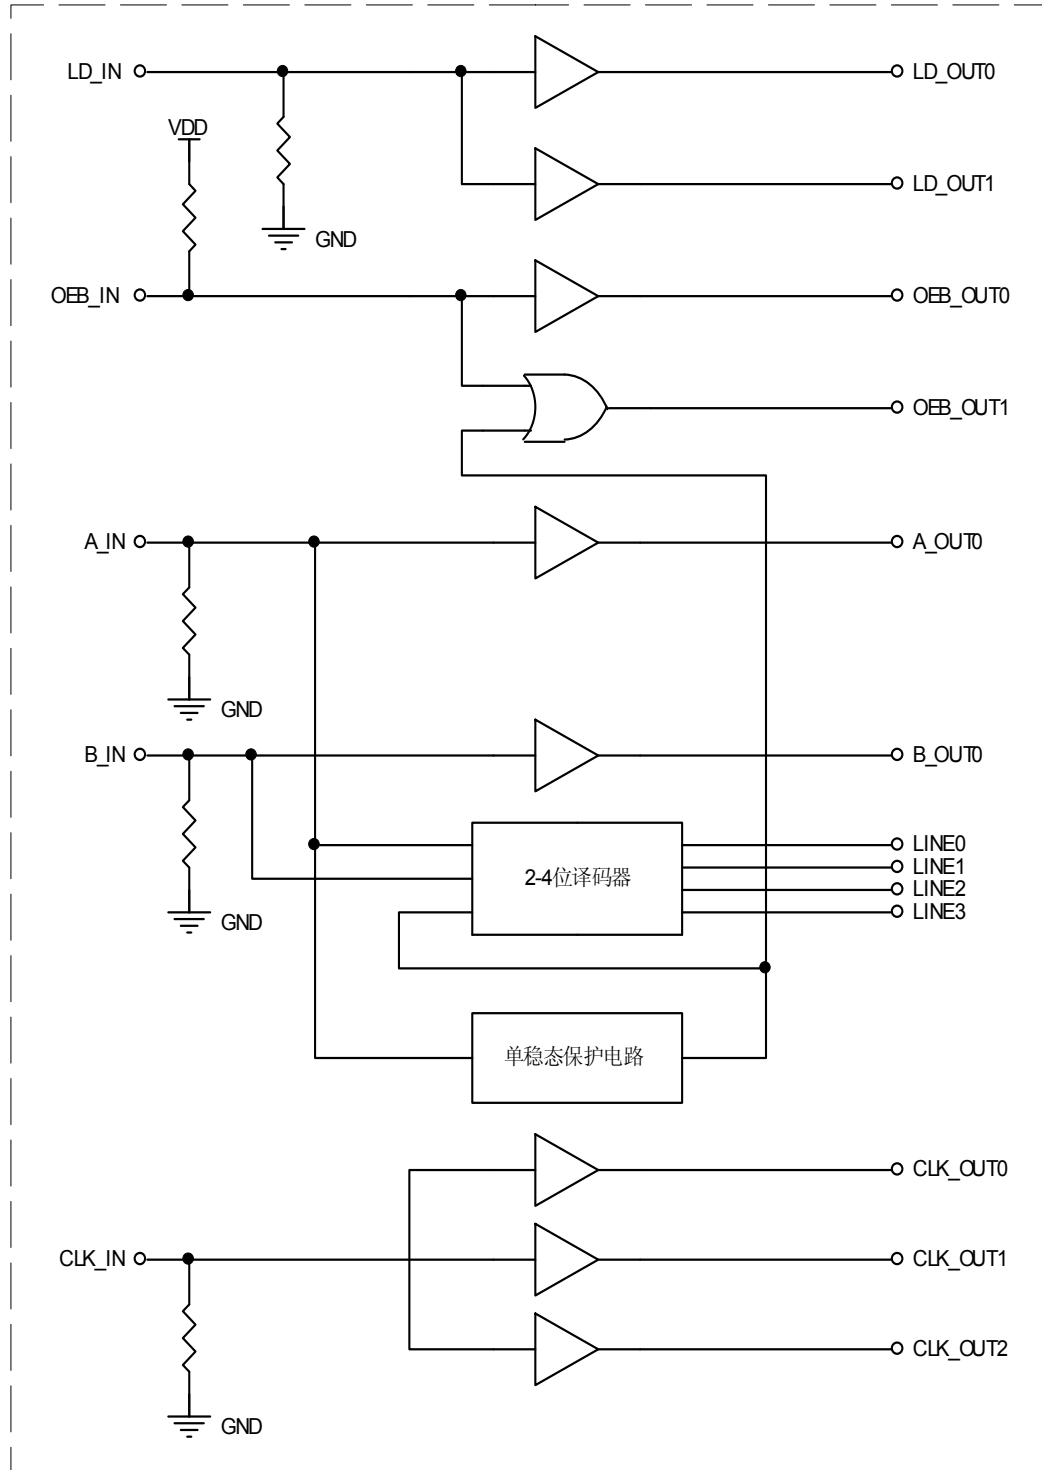 LD_IN
LD_OUT0
VDD
LD_OUT1
GND
OEB_IN
OEB_OUT0
OEB_OUT1
A_IN
A_OUT0
GND
B_IN
B_OUT0
LINE0
2-4位译码器
LINE1
LINE2
LINE3
GND
单稳态保护电路
CLK_OUT0
CLK_IN
CLK_OUT1
CLK_OUT2
GND